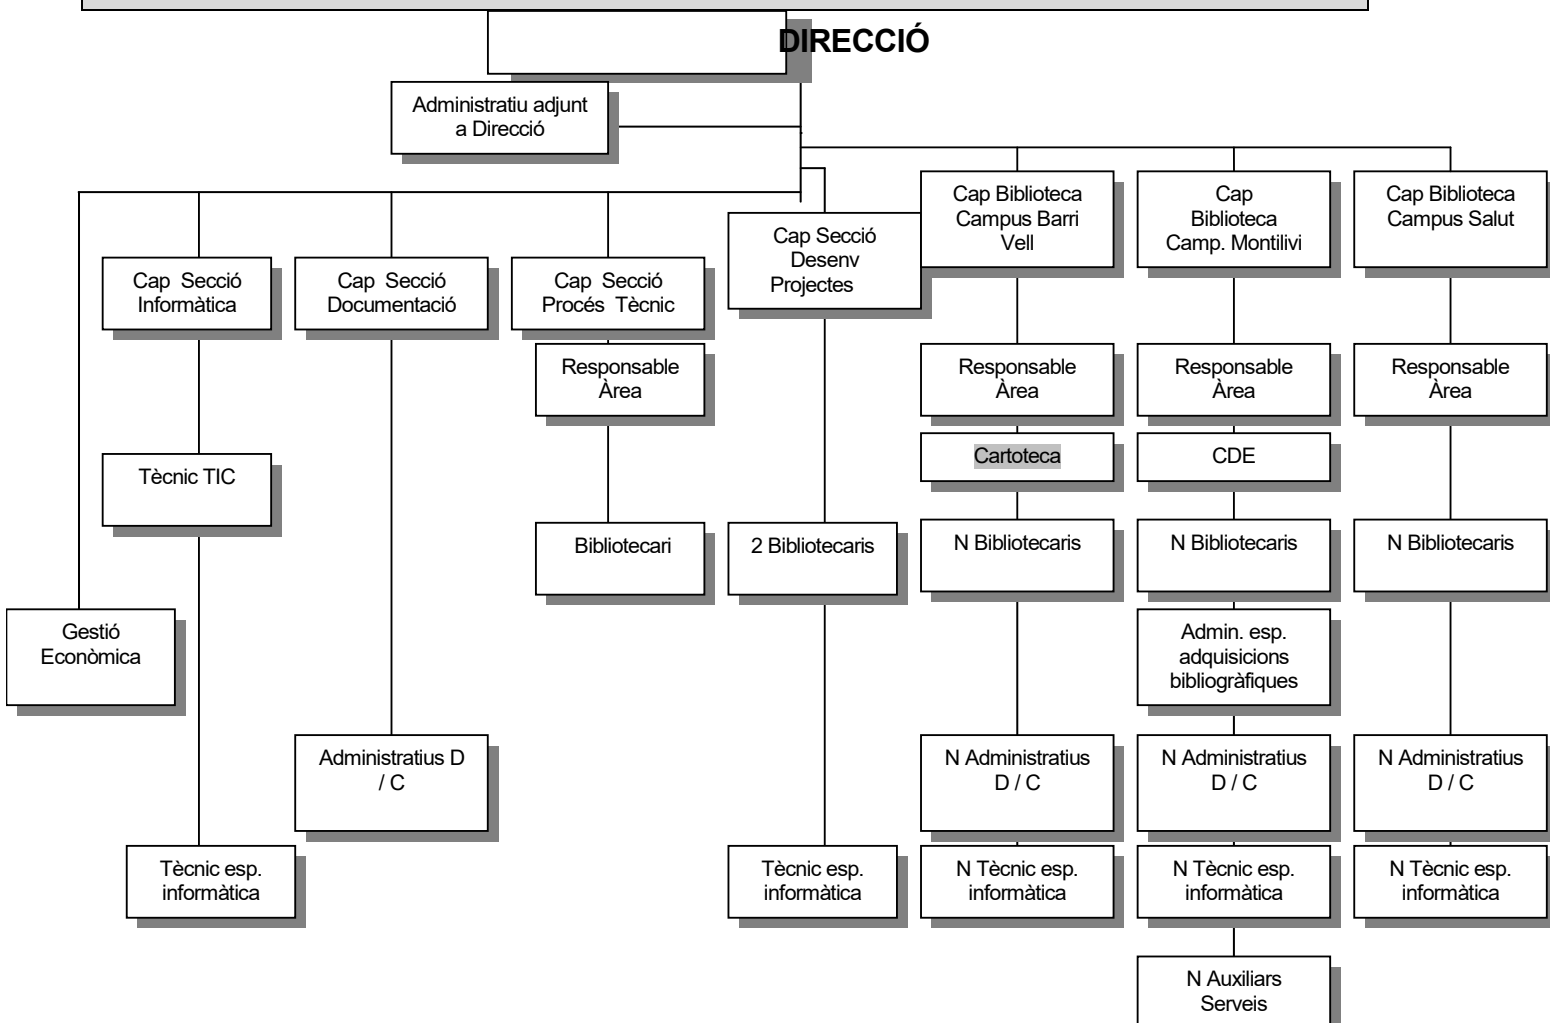 DIRECCIÓ
Administratiu adjunt
a Direcció
Cap Biblioteca
Campus Barri
Vell
Cap
Biblioteca
Camp. Montilivi
Cap Biblioteca
Campus Salut
Cap Secció
Desenv
Projectes
Cap Secció
Informàtica
Cap Secció
Documentació
Cap Secció
Procés Tècnic
Responsable
Àrea
Responsable
Àrea
Responsable
Àrea
Responsable
Àrea
Cartoteca
CDE
Tècnic TIC
Bibliotecari
2 Bibliotecaris
N Bibliotecaris
N Bibliotecaris
N Bibliotecaris
Gestió
Econòmica
Admin. esp.
adquisicions
bibliogràfiques
Administratius D
/ C
N Administratius
D / C
N Administratius
D / C
N Administratius
D / C
Tècnic esp.
informàtica
Tècnic esp.
informàtica
N Tècnic esp.
informàtica
N Tècnic esp.
informàtica
N Tècnic esp.
informàtica
N Auxiliars
Serveis